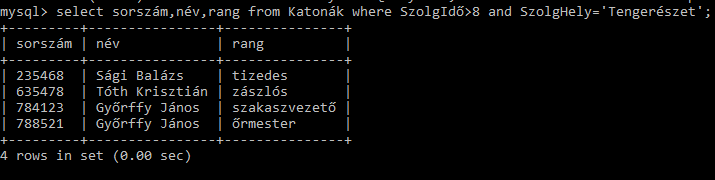 mysql> select sorszám,név,rang from Katonák where SzolgIdő>8 and SzolgHely='Tengerészet';
+---------+----------------+---------------+
| sorszám | név            | rang          |
+---------+----------------+---------------+
| 235468  | Sági Balázs    | tizedes       |
| 635478  | Tóth Krisztián | zászlós       |
| 784123  | Győrffy János  | szakaszvezető |
| 788521  | Győrffy János  | őrmester      |
+---------+----------------+---------------+
4 rows in set (0.00 sec)